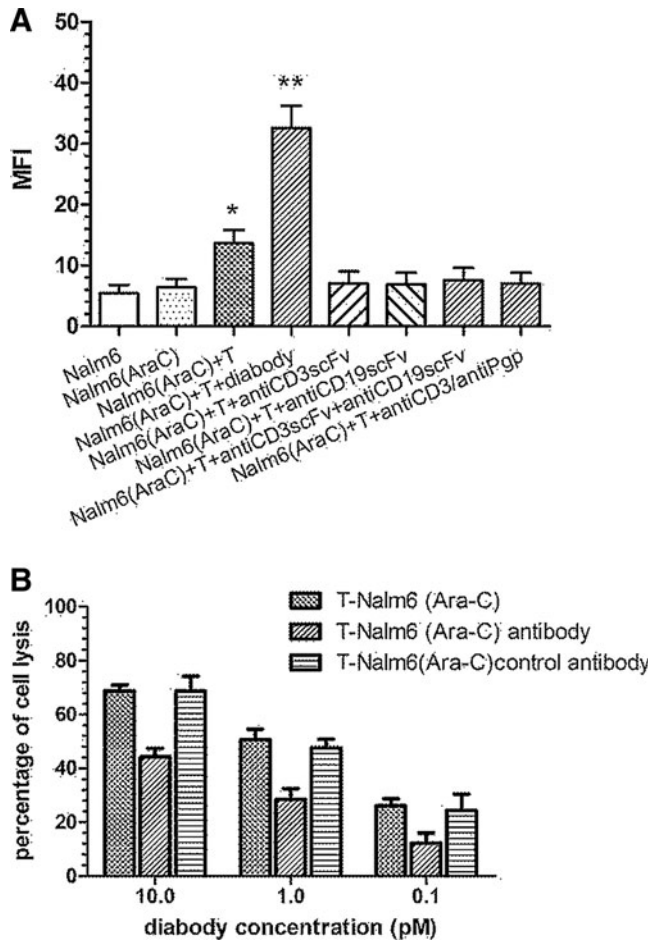 A
50
40
30
20
10
0
MFI
*
**
Nalm6
Nalm6(AraC)
Nalm6(AraC)+T
Nalm6(AraC)+T+diabody
Nalm6(AraC)+T+antiCD3scFv
Nalm6(AraC)+T+antiCD19scFv
Nalm6(AraC)+T+antiCD3scFv+antiCD19scFv
Nalm6(AraC)+T+antiCD3/antiPgp
B
T-Nalm6 (Ara-C)
T-Nalm6 (Ara-C) antibody
T-Nalm6(Ara-C)control antibody
100
80
60
40
20
0
percentage of cell lysis
10.0 1.0 0.1
diabody concentration (pM)